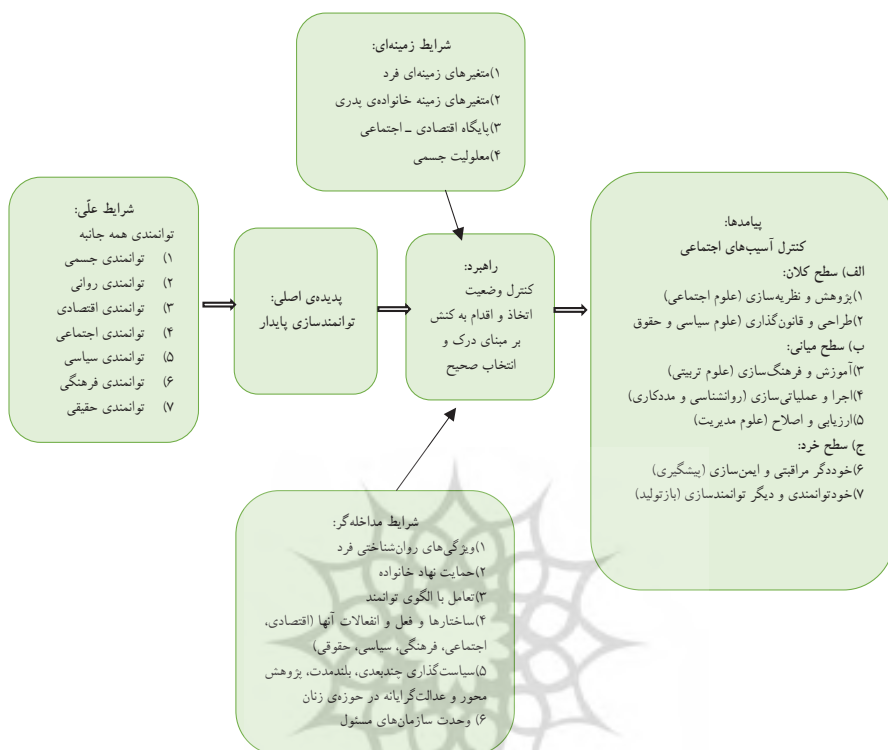 شرایط زمینه‌ای:
۱)متغیرهای زمینه‌ای فرد
۲)متغیرهای زمینه خانواده‌ی پدری
۳)پایگاه اقتصادی ـ اجتماعی
۴)معلولیت جسمی
شرایط علّی:
توانمندی همه جانبه
۱) توانمندی جسمی
۲) توانمندی روانی
۳) توانمندی اقتصادی
۴) توانمندی اجتماعی
۵) توانمندی سیاسی
۶) توانمندی فرهنگی
۷) توانمندی حقیقی
پدیده‌ی اصلی:
توانمندسازی پایدار
راهبرد:
کنترل وضعیت
اتخاذ و اقدام به کنش
بر مبنای درک و
انتخاب صحیح
پیامدها:
کنترل آسیب‌های اجتماعی
الف) سطح کلان:
۱)پژوهش و نظریه‌سازی (علوم اجتماعی)
۲)طراحی و قانون‌گذاری (علوم سیاسی و حقوق
ب) سطح میانی:
۳)آموزش و فرهنگ‌سازی (علوم تربیتی)
۴)اجرا و عملیاتی‌سازی (روانشناسی و مددکاری)
۵)ارزیابی و اصلاح (علوم مدیریت)
ج) سطح خرد:
۶)خوددگر مراقبتی و ایمن‌سازی (پیشگیری)
۷)خودتوانمندی و دیگر توانمندسازی (بازتولید)
شرایط مداخله‌گر:
۱)ویژگی‌های روان‌شناختی فرد
۲)حمایت نهاد خانواده
۳)تعامل با الگوی توانمند
۴)ساختارها و فعل و انفعالات آنها (اقتصادی،
اجتماعی، فرهنگی، سیاسی، حقوقی)
۵)سیاست‌گذاری چندبعدی، بلندمدت، پژوهش
محور و عدالت‌گرایانه در حوزه‌ی زنان
۶) وحدت سازمان‌های مسئول